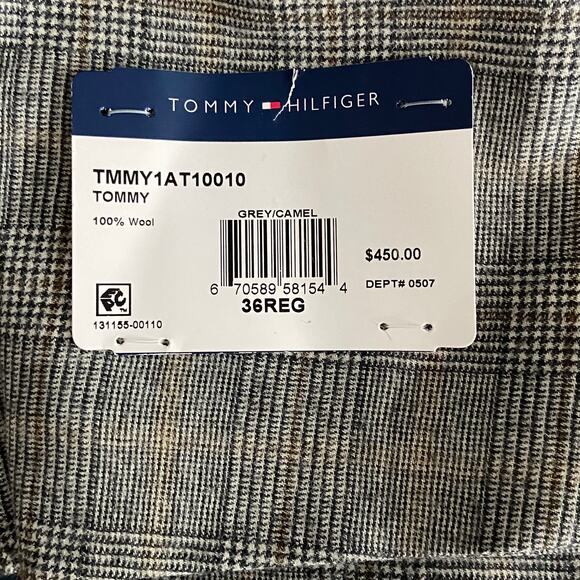 TOMMY HILFIGER
TMMY1AT10010
TOMMY
100% Wool
GREY/CAMEL
6 70589 58154 4
36REG
$450.00
DEPT# 0507
131155-00110